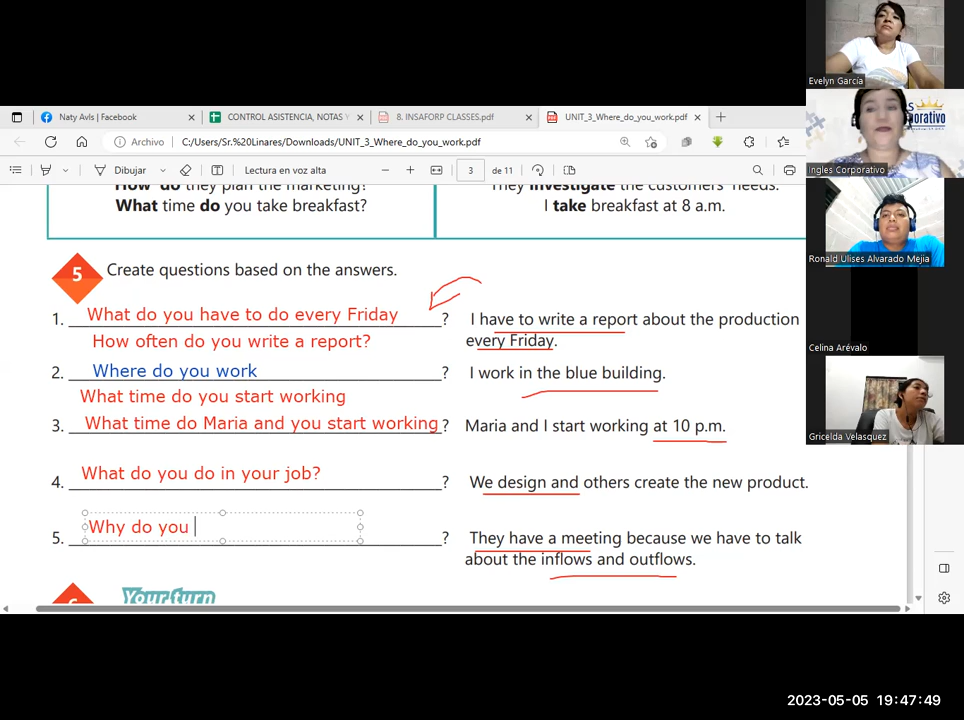 Evelyn García
Naty Avls | Facebook
CONTROL ASISTENCIA, NOTAS Y
8. INSAFORP CLASSES.pdf
UNIT_3_Where_do_you_work.pdf
Archivo
C:/Users/Sr.%20Linares/Downloads/UNIT_3_Where_do_you_work.pdf
Ingles Corporativo
Dibujar
Lectura en voz alta
3
de 11
How do they plan the marketing?
They investigate the customers' needs.
What time do you take breakfast?
I take breakfast at 8 a.m.
Ronald Ulises Alvarado Mejia
5 Create questions based on the answers.
1. What do you have to do every Friday ? I have to write a report about the production
How often do you write a report? every Friday.
Celina Arévalo
2. Where do you work ? I work in the blue building.
What time do you start working
3. What time do Maria and you start working ? Maria and I start working at 10 p.m.
Gricelda Velasquez
4. What do you do in your job? ? We design and others create the new product.
5. Why do you ? They have a meeting because we have to talk
about the inflows and outflows.
Your turn
2023-05-05 19:47:49